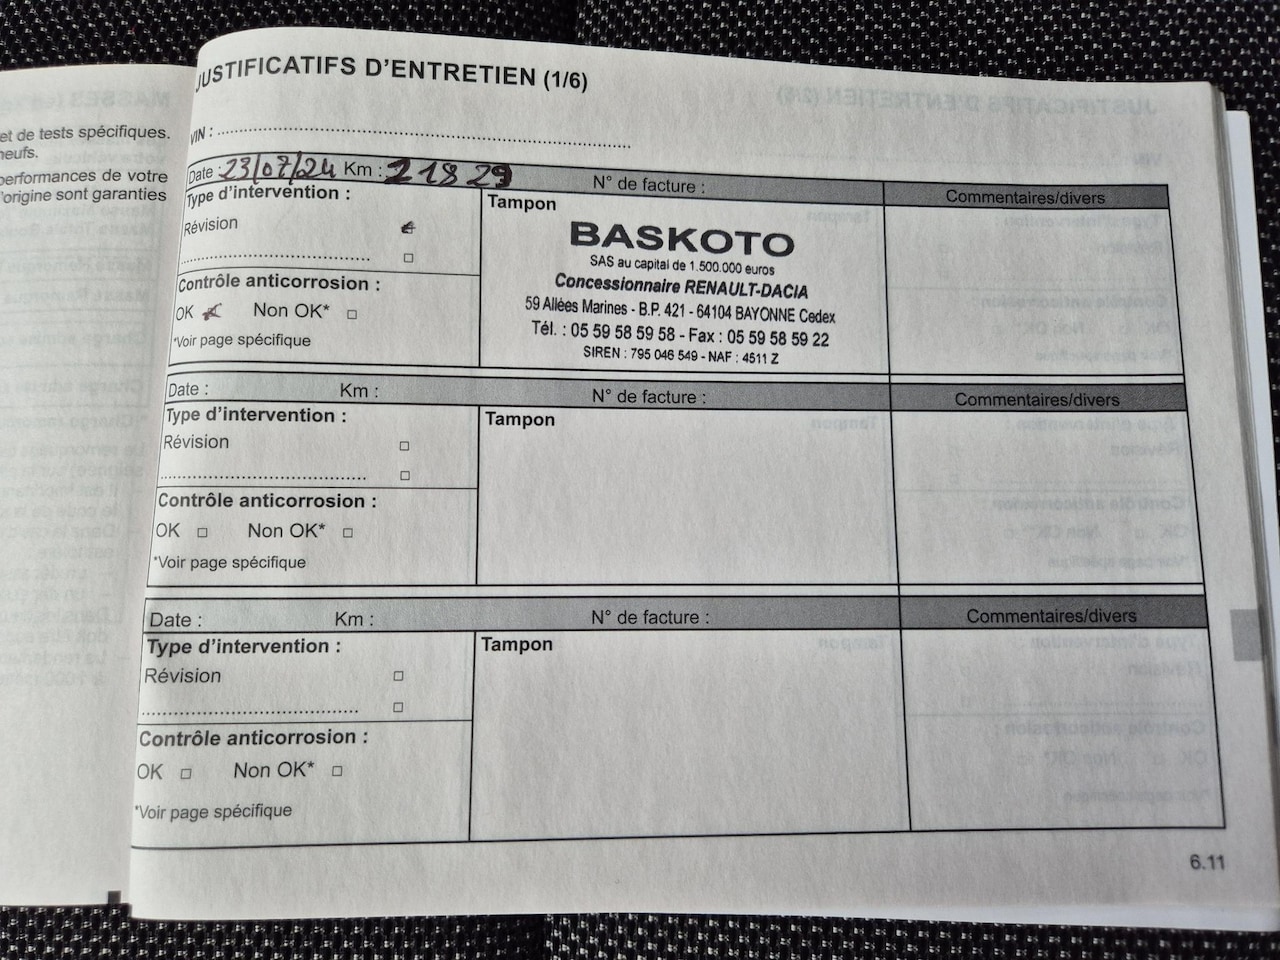 et de tests spécifiques.
neufs.
performances de votre
l'origine sont garanties
JUSTIFICATIFS D'ENTRETIEN (1/6)
VIN : ..........................................................................
Date : 23/07/24 Km : 21829 N° de facture : Commentaires/divers
Type d'intervention :
Révision
.......................................... □
Contrôle anticorrosion :
OK Non OK* □
*Voir page spécifique
Tampon
BASKOTO
SAS au capital de 1.500.000 euros
Concessionnaire RENAULT-DACIA
59 Allées Marines - B.P. 421 - 64104 BAYONNE Cedex
Tél. : 05 59 58 59 58 - Fax : 05 59 58 59 22
SIREN : 795 046 549 - NAF : 4511 Z
Date : Km : N° de facture : Commentaires/divers
Type d'intervention :
Révision □
.............................................. □
Contrôle anticorrosion :
OK □ Non OK* □
*Voir page spécifique
Tampon
Date : Km : N° de facture : Commentaires/divers
Type d'intervention :
Révision □
................................................ □
Contrôle anticorrosion :
OK □ Non OK* □
*Voir page spécifique
Tampon
6.11